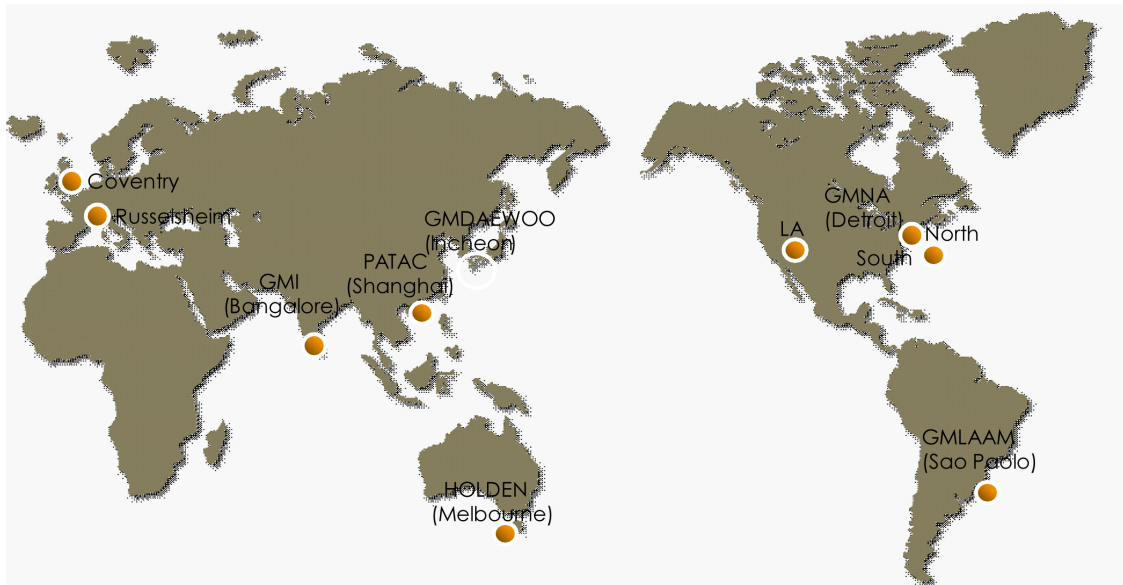 Coventry
Russelsheim
GMDAEWOO
(Incheon)
PATAC
(Shanghai)
GMI
(Bangalore)
HOLDEN
(Melbourne)
GMNA
(Detroit)
North
LA
South
GMLAAM
(Sao Paolo)